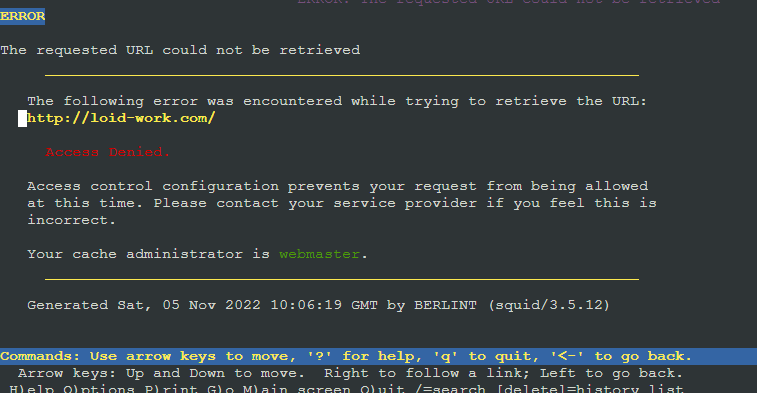 ERROR: The requested URL could not be retrieved
ERROR
The requested URL could not be retrieved
The following error was encountered while trying to retrieve the URL:
http://loid-work.com/
Access Denied.
Access control configuration prevents your request from being allowed
at this time. Please contact your service provider if you feel this is
incorrect.
Your cache administrator is webmaster.
Generated Sat, 05 Nov 2022 10:06:19 GMT by BERLINT (squid/3.5.12)
Commands: Use arrow keys to move, '?' for help, 'q' to quit, '<-' to go back.
Arrow keys: Up and Down to move.  Right to follow a link; Left to go back.
H)elp O)ptions P)rint G)o M)ain screen Q)uit /=search [delete]=history list